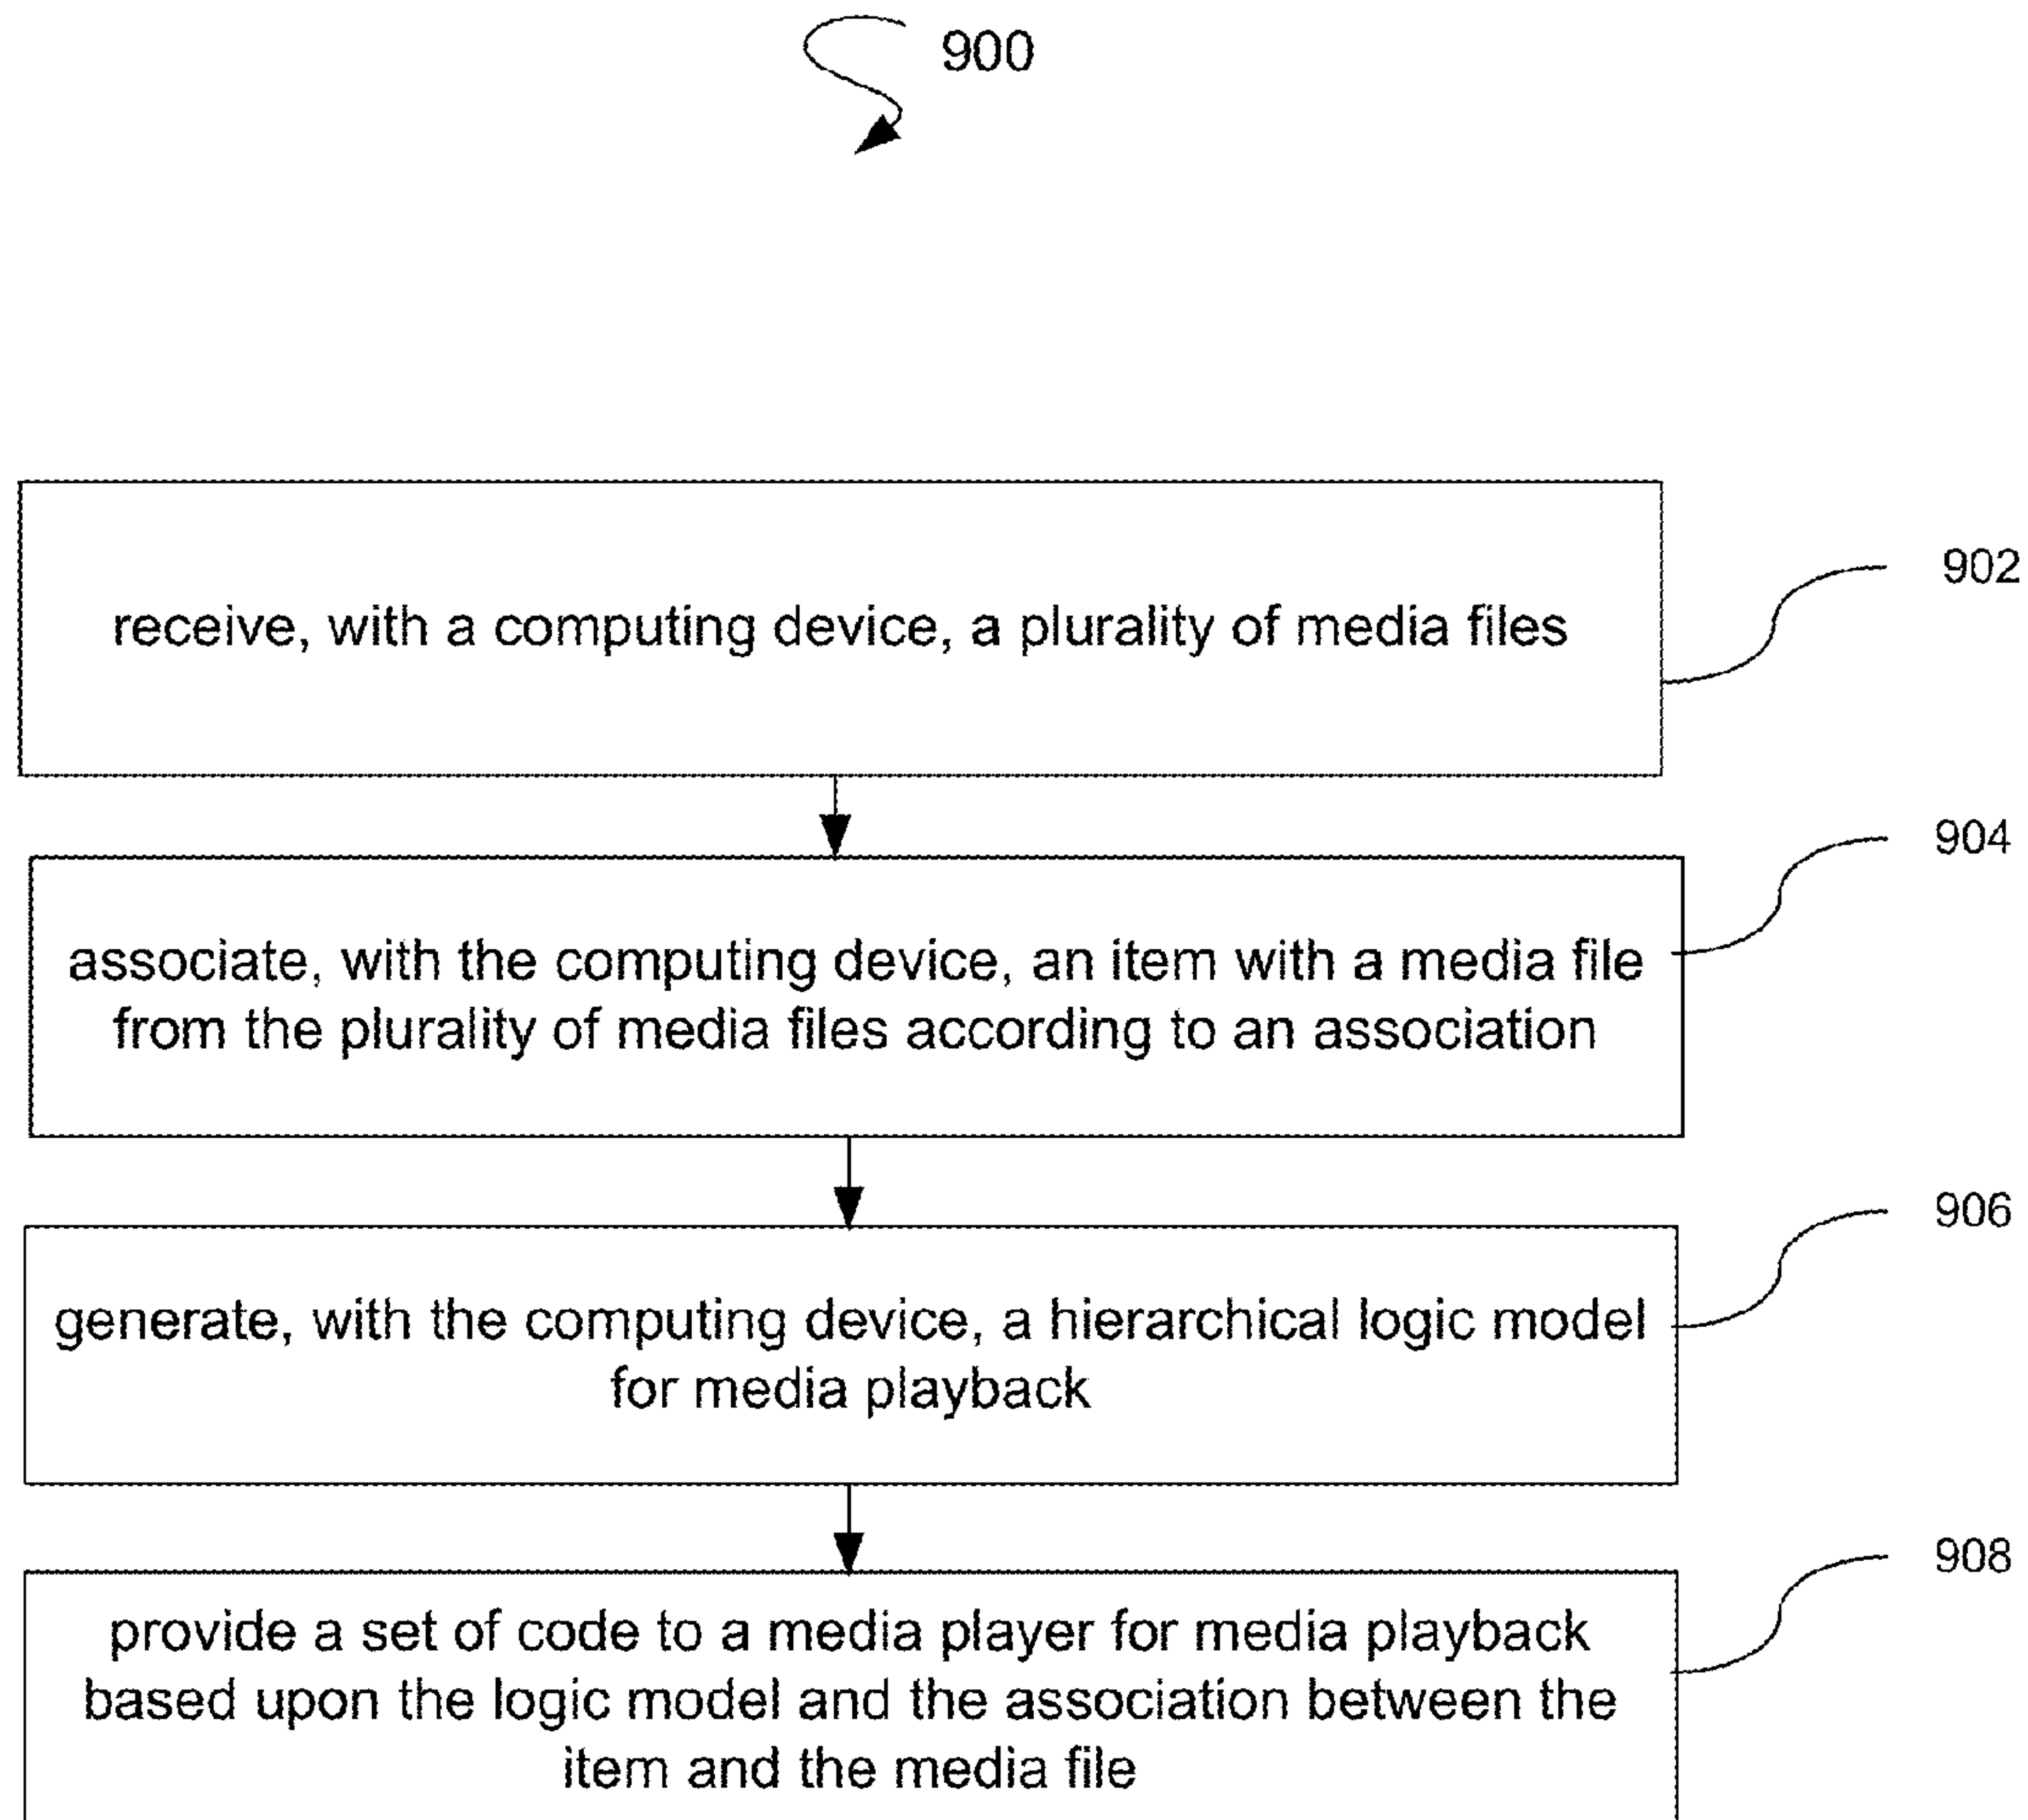 900
receive, with a computing device, a plurality of media files
902
associate, with the computing device, an item with a media file
from the plurality of media files according to an association
904
generate, with the computing device, a hierarchical logic model
for media playback
906
provide a set of code to a media player for media playback
based upon the logic model and the association between the
item and the media file
908